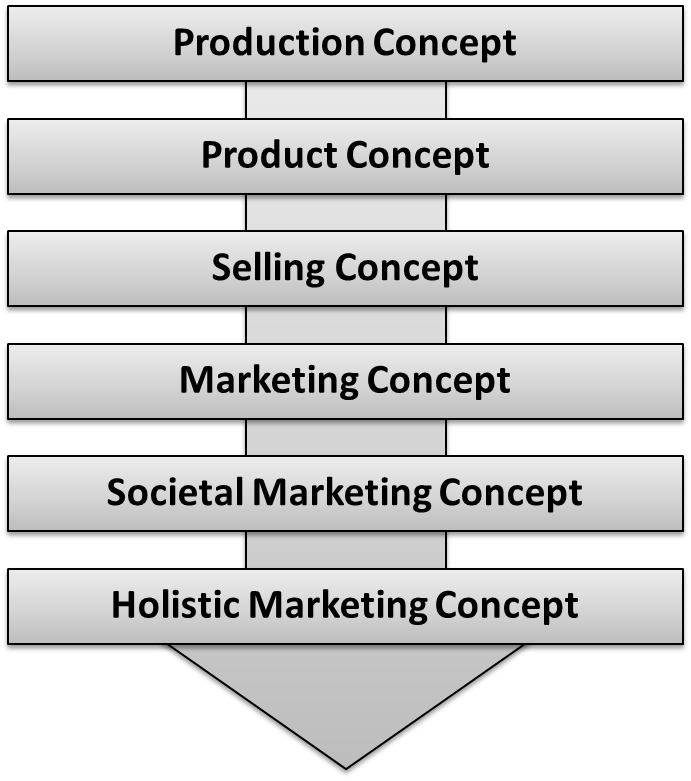 Production Concept
Product Concept
Selling Concept
Marketing Concept
Societal Marketing Concept
Holistic Marketing Concept